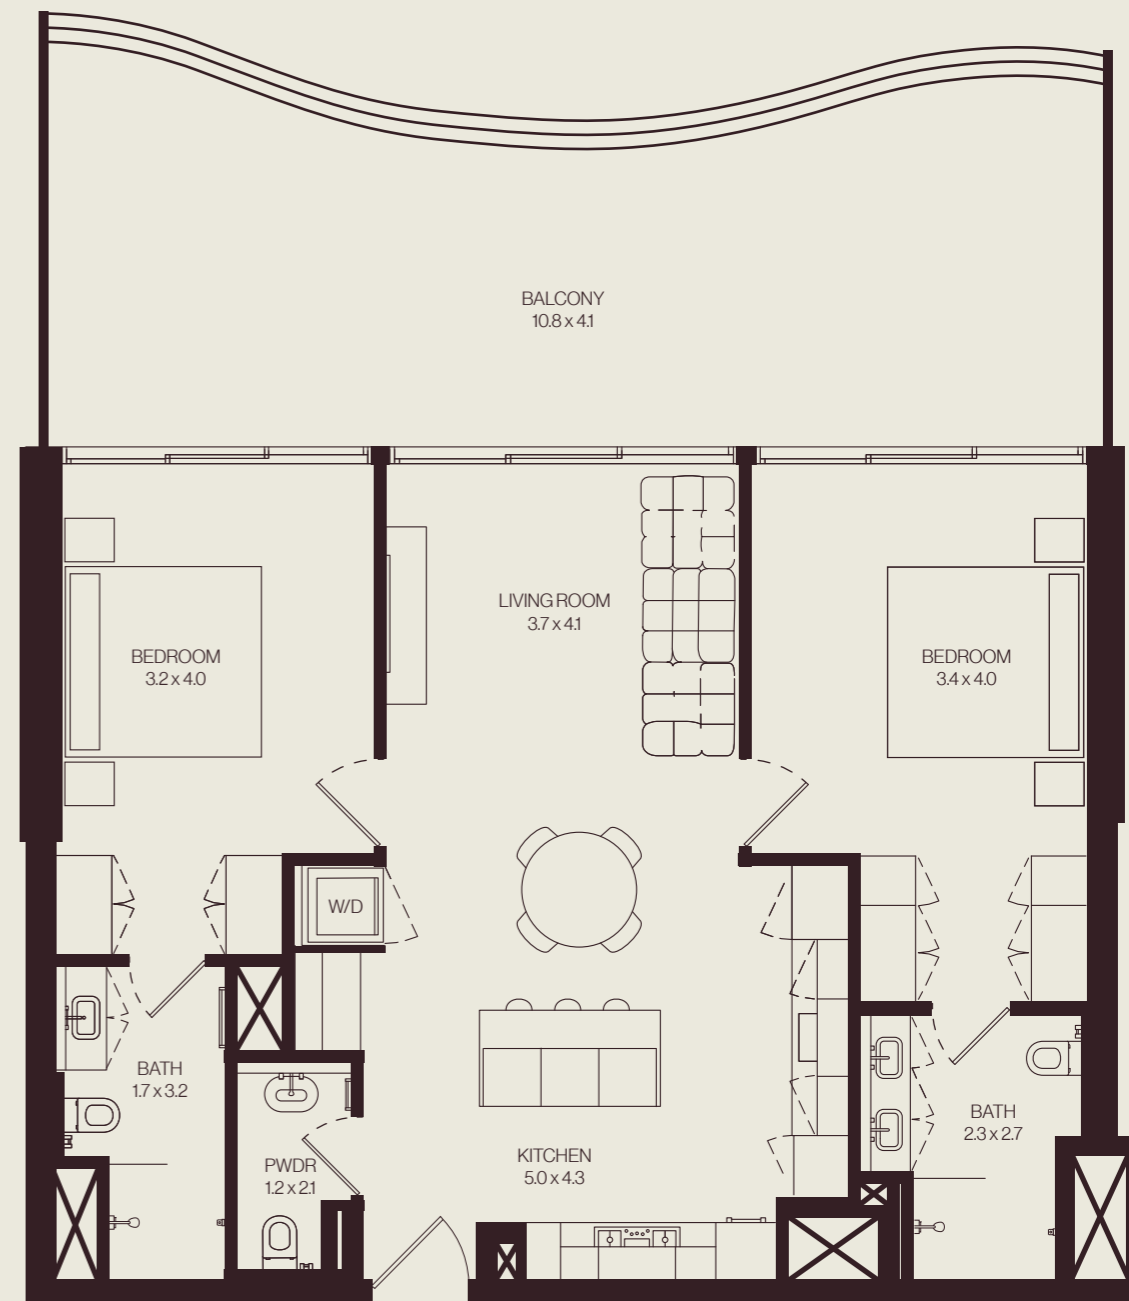 BALCONY
10.8 x 4.1
LIVING ROOM
3.7 x 4.1
BEDROOM
3.2 x 4.0
BEDROOM
3.4 x 4.0
W/D
BATH
1.7 x 3.2
BATH
2.3 x 2.7
PWDR
1.2 x 2.1
KITCHEN
5.0 x 4.3